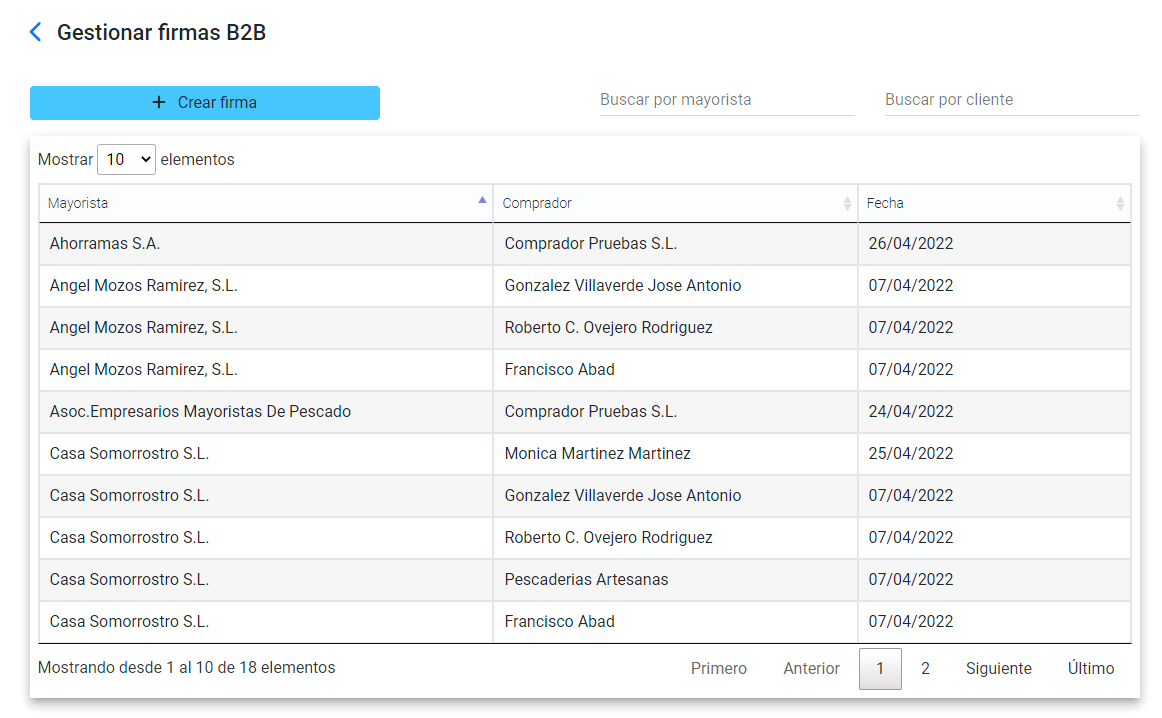 Gestionar firmas B2B
+ Crear firma
Buscar por mayorista
Buscar por cliente
Mostrar 10 elementos
Mayorista Comprador Fecha
Ahorramas S.A. Comprador Pruebas S.L. 26/04/2022
Angel Mozos Ramirez, S.L. Gonzalez Villaverde Jose Antonio 07/04/2022
Angel Mozos Ramirez, S.L. Roberto C. Ovejero Rodriguez 07/04/2022
Angel Mozos Ramirez, S.L. Francisco Abad 07/04/2022
Asoc.Empresarios Mayoristas De Pescado Comprador Pruebas S.L. 24/04/2022
Casa Somorrostro S.L. Monica Martinez Martinez 25/04/2022
Casa Somorrostro S.L. Gonzalez Villaverde Jose Antonio 07/04/2022
Casa Somorrostro S.L. Roberto C. Ovejero Rodriguez 07/04/2022
Casa Somorrostro S.L. Pescaderias Artesanas 07/04/2022
Casa Somorrostro S.L. Francisco Abad 07/04/2022
Mostrando desde 1 al 10 de 18 elementos
Primero Anterior 1 2 Siguiente Último